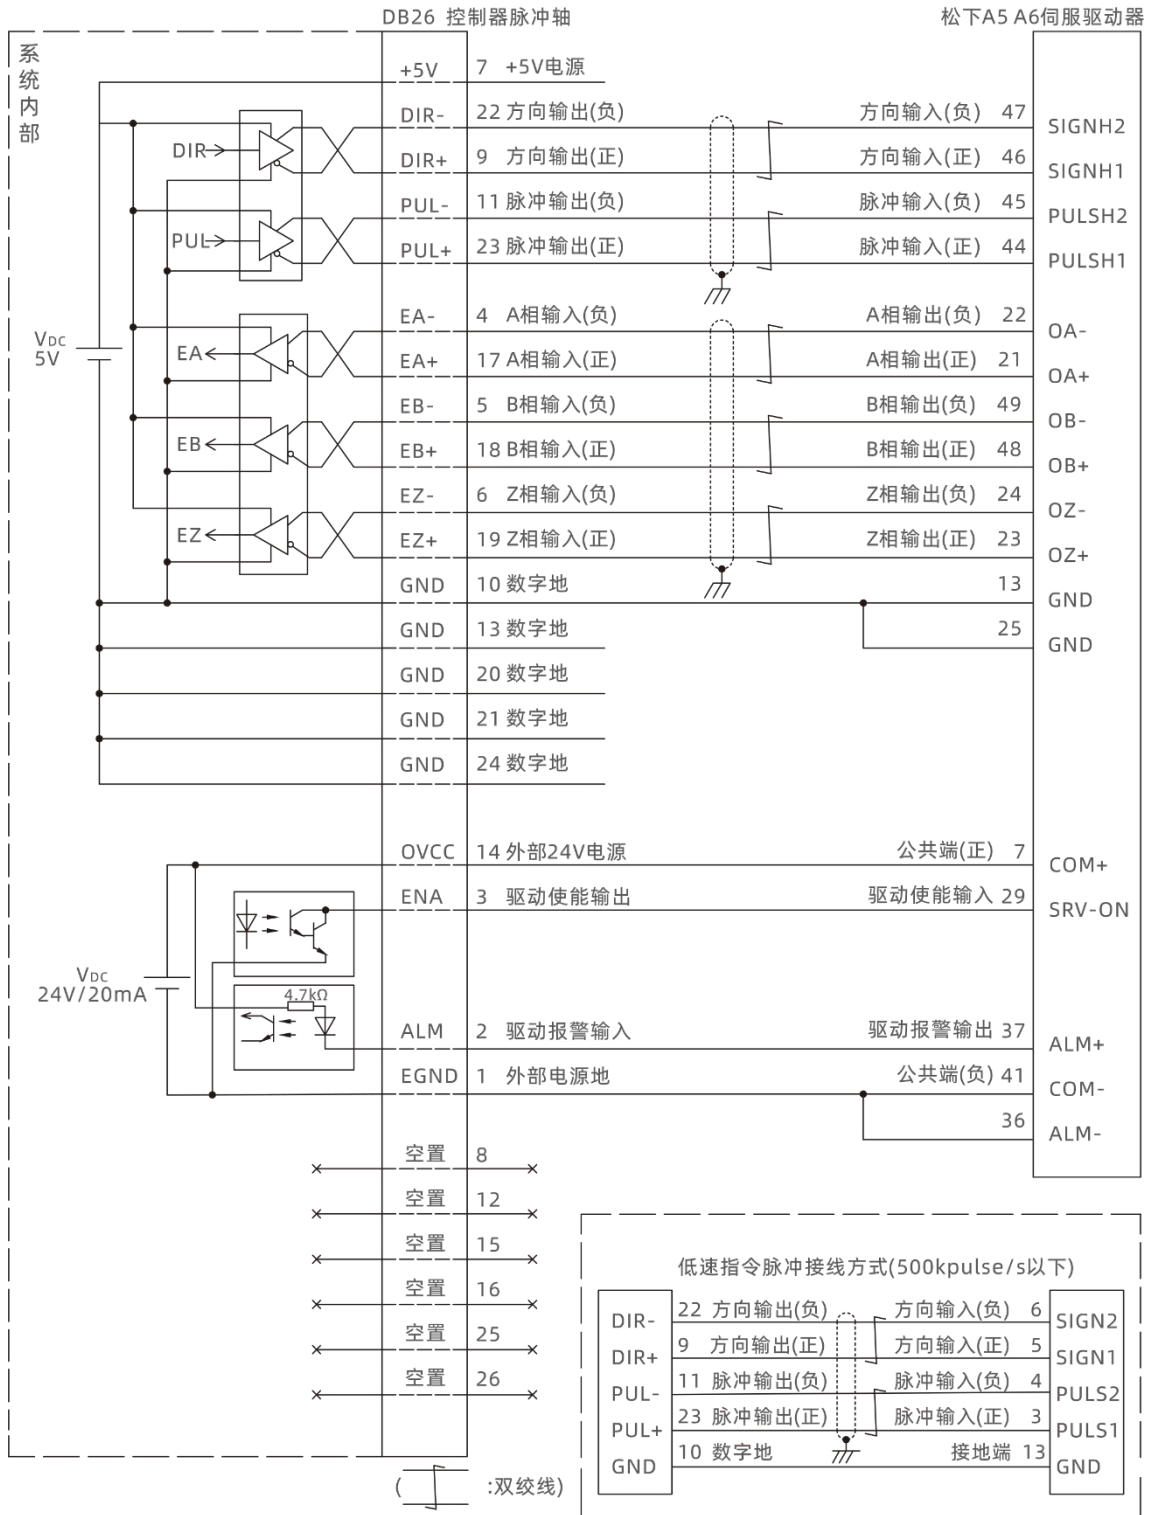 DB26 控制器脉冲轴
松下A5 A6伺服驱动器
系统内部
+5V 7 +5V电源
DIR- 22 方向输出(负) 方向输入(负) 47 SIGNH2
DIR
DIR+ 9 方向输出(正) 方向输入(正) 46 SIGNH1
PUL- 11 脉冲输出(负) 脉冲输入(负) 45 PULSH2
PUL
PUL+ 23 脉冲输出(正) 脉冲输入(正) 44 PULSH1
EA- 4 A相输入(负) A相输出(负) 22 OA-
VDC
5V
EA
EA+ 17 A相输入(正) A相输出(正) 21 OA+
EB- 5 B相输入(负) B相输出(负) 49 OB-
EB
EB+ 18 B相输入(正) B相输出(正) 48 OB+
EZ- 6 Z相输入(负) Z相输出(负) 24 OZ-
EZ
EZ+ 19 Z相输入(正) Z相输出(正) 23 OZ+
GND 10 数字地 13 GND
GND 13 数字地 25 GND
GND 20 数字地
GND 21 数字地
GND 24 数字地
OVCC 14 外部24V电源 公共端(正) 7 COM+
ENA 3 驱动使能输出 驱动使能输入 29 SRV-ON
VDC
24V/20mA
4.7kΩ
ALM 2 驱动报警输入 驱动报警输出 37 ALM+
EGND 1 外部电源地 公共端(负) 41 COM-
36 ALM-
空置 8
空置 12
空置 15
空置 16
空置 25
空置 26
低速指令脉冲接线方式(500kpulse/s以下)
DIR- 22 方向输出(负) 方向输入(负) 6 SIGN2
DIR+ 9 方向输出(正) 方向输入(正) 5 SIGN1
PUL- 11 脉冲输出(负) 脉冲输入(负) 4 PULS2
PUL+ 23 脉冲输出(正) 脉冲输入(正) 3 PULS1
GND 10 数字地 接地端 13 GND
( :双绞线)